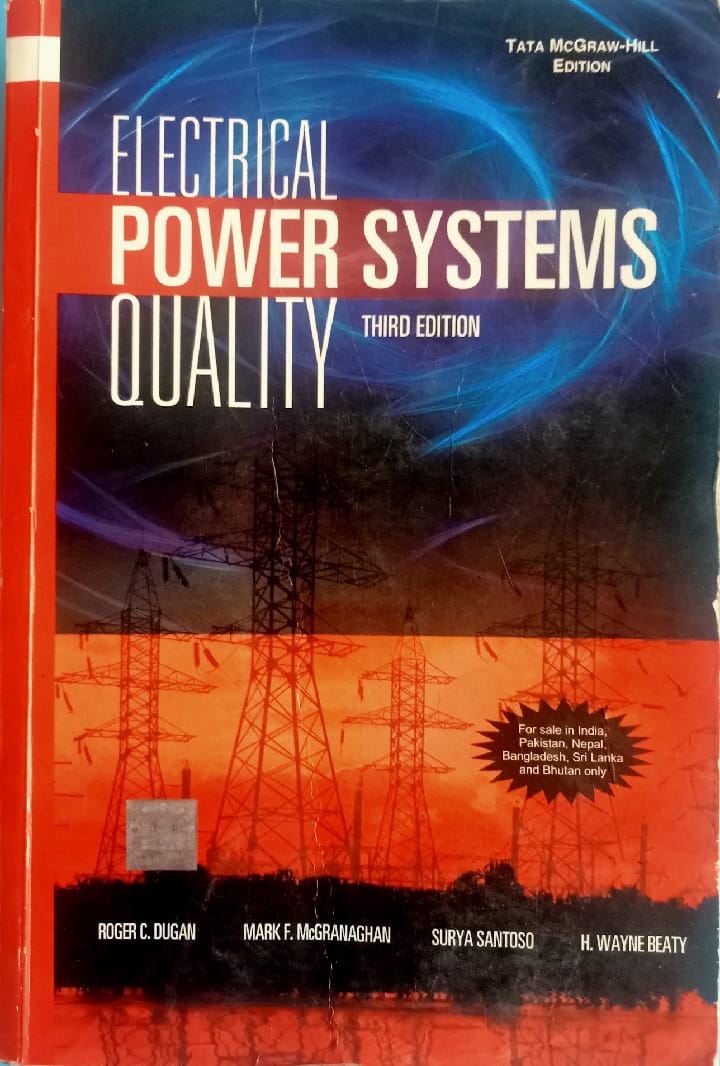 TATA MCGRAW-HILL
EDITION
ELECTRICAL
POWER SYSTEMS
QUALITY
THIRD EDITION
For sale in India,
Pakistan, Nepal,
Bangladesh, Sri Lanka
and Bhutan only
ROGER C. DUGAN MARK F. McGRANAGHAN SURYA SANTOSO H. WAYNE BEATY